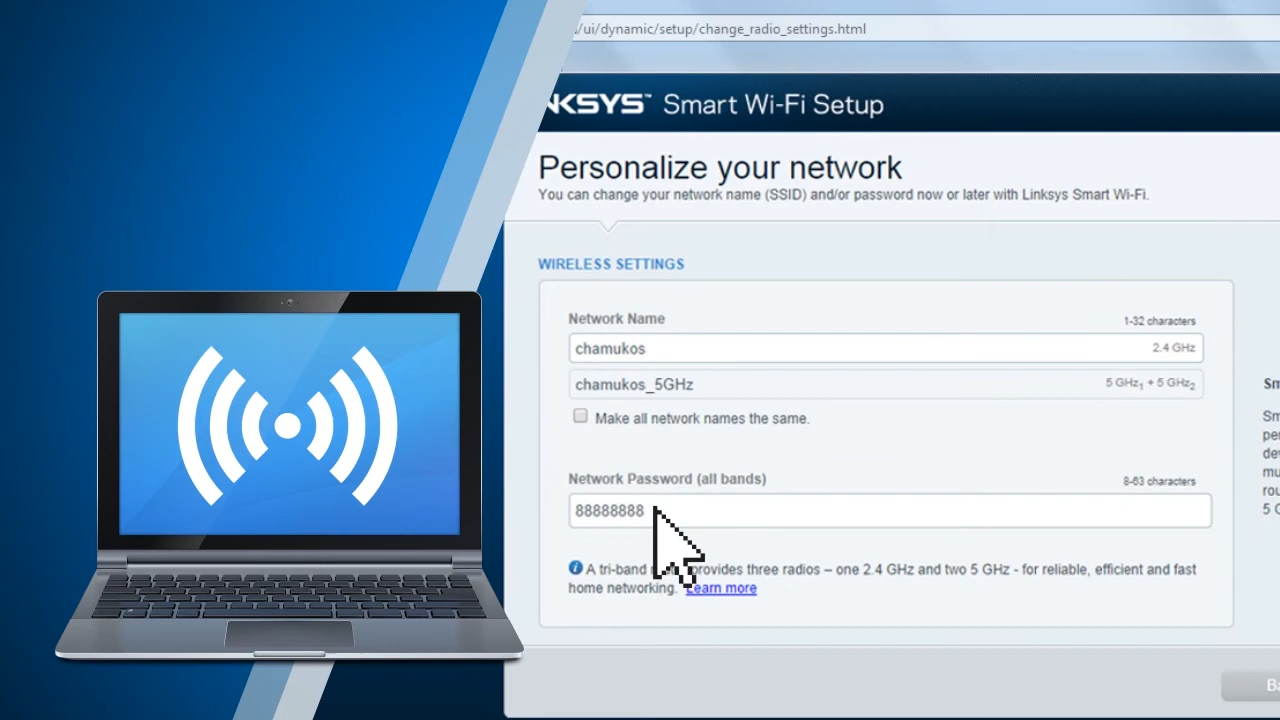 /ui/dynamic/setup/change_radio_settings.html
NKSYS™ Smart Wi-Fi Setup
Personalize your network
You can change your network name (SSID) and/or password now or later with Linksys Smart Wi-Fi.
WIRELESS SETTINGS
Network Name
1-32 characters
chamukos
2.4 GHz
chamukos_5GHz
5 GHz1 + 5 GHz2
Make all network names the same.
Network Password (all bands)
8-63 characters
88888888
A tri-band provides three radios – one 2.4 GHz and two 5 GHz - for reliable, efficient and fast
home networking. Learn more